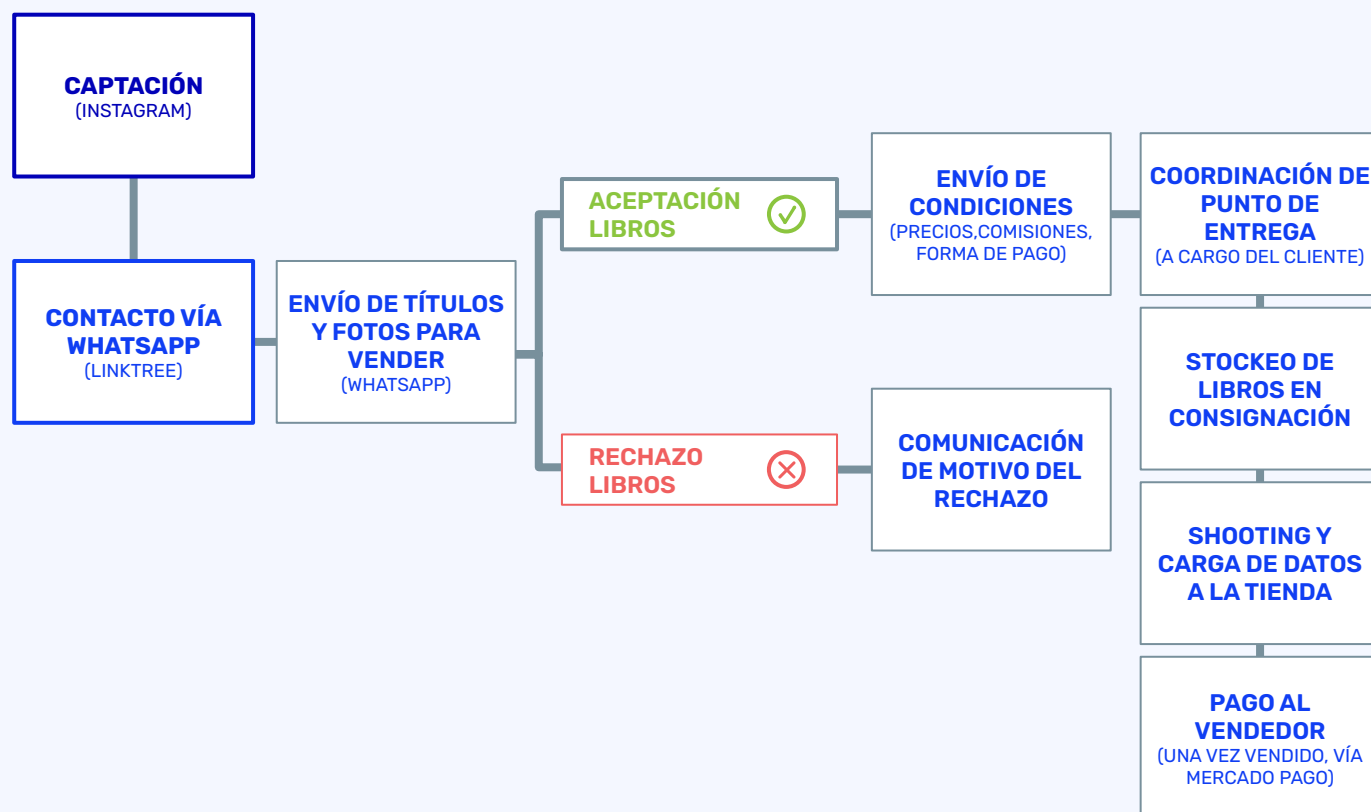 CAPTACIÓN
(INSTAGRAM)
CONTACTO VÍA
WHATSAPP
(LINKTREE)
ENVÍO DE TÍTULOS
Y FOTOS PARA
VENDER
(WHATSAPP)
ACEPTACIÓN
LIBROS
ENVÍO DE
CONDICIONES
(PRECIOS,COMISIONES,
FORMA DE PAGO)
COORDINACIÓN DE
PUNTO DE
ENTREGA
(A CARGO DEL CLIENTE)
RECHAZO
LIBROS
COMUNICACIÓN
DE MOTIVO DEL
RECHAZO
STOCKEO DE
LIBROS EN
CONSIGNACIÓN
SHOOTING Y
CARGA DE DATOS
A LA TIENDA
PAGO AL
VENDEDOR
(UNA VEZ VENDIDO, VÍA
MERCADO PAGO)